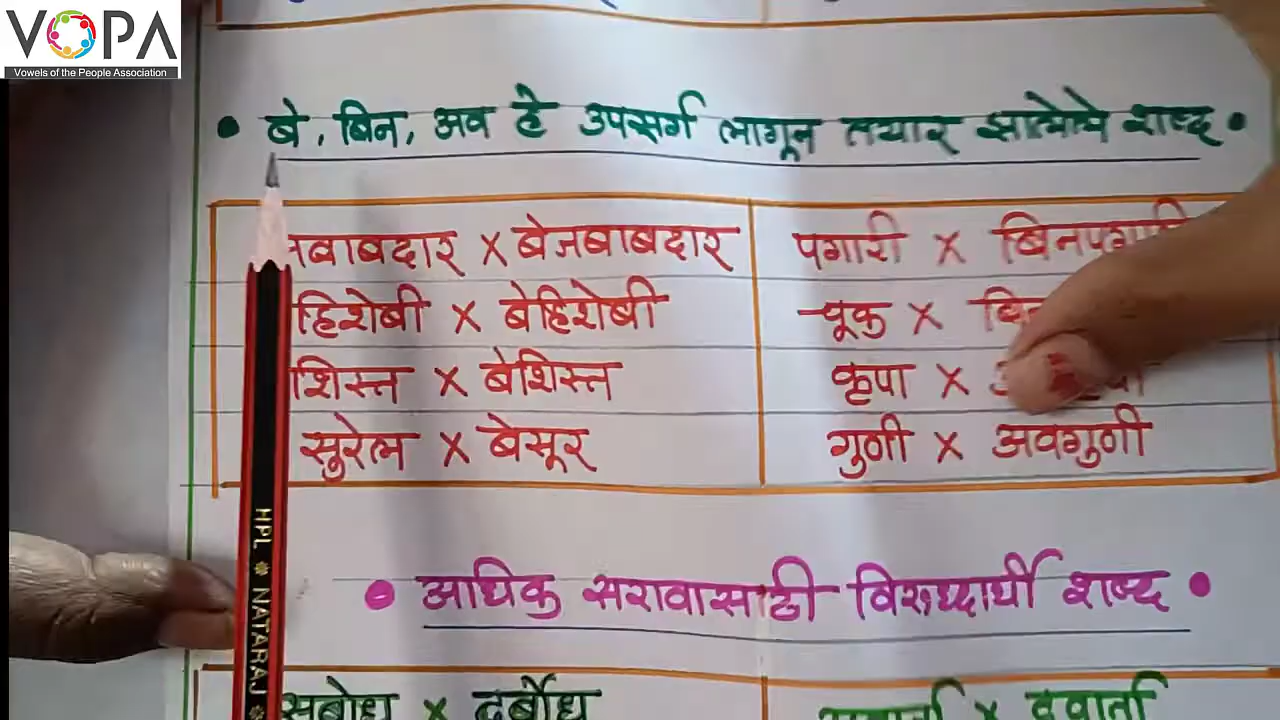 VOPA
Vowels of the People Association
• बे, बिन, अव हे उपसर्ग लागून तयार झालेले शब्द •
जबाबदार x बेजबाबदार पगारी x बिनपगारी
हिशेबी x बेहिशेबी चूक x
शिस्त x बेशिस्त कृपा x
सुरेल x बेसूर गुणी x अवगुणी
• आधिक सरावासाठी विरुध्दार्थी शब्द •
सुबोध x दुर्बोध x दुवार्ता
HPL NATARAJ